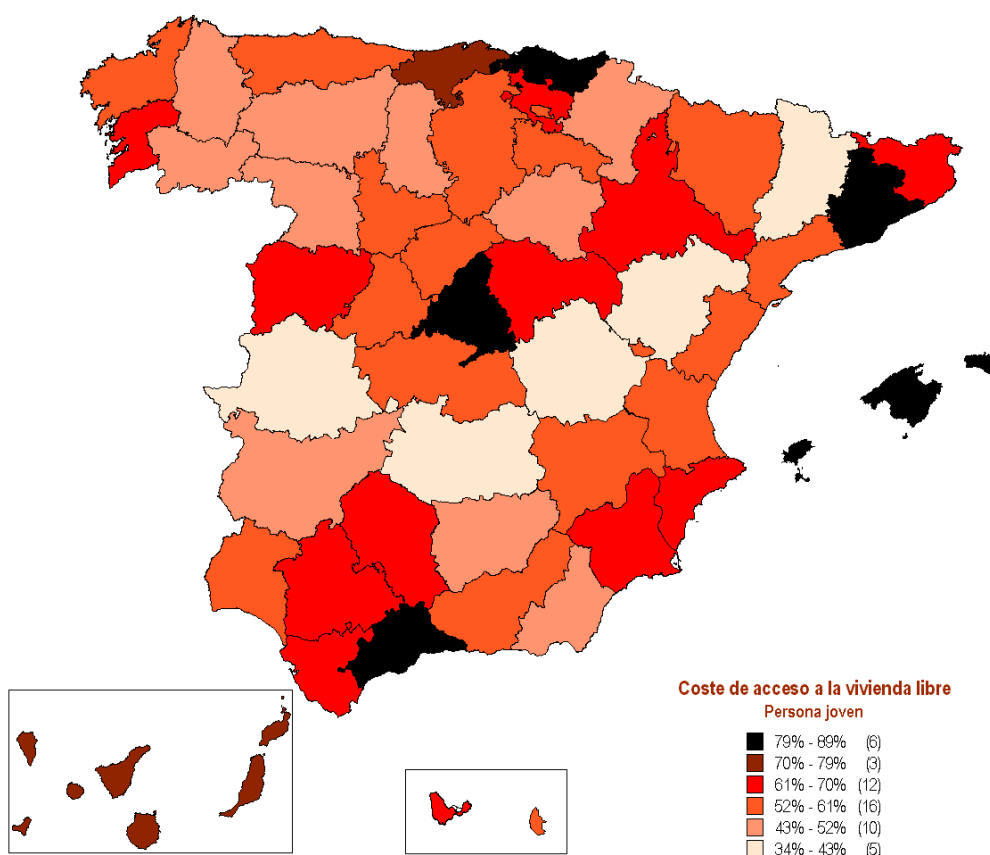 Coste de acceso a la vivienda libre
Persona joven
79% - 89% (6)
70% - 79% (3)
61% - 70% (12)
52% - 61% (16)
43% - 52% (10)
34% - 43% (5)